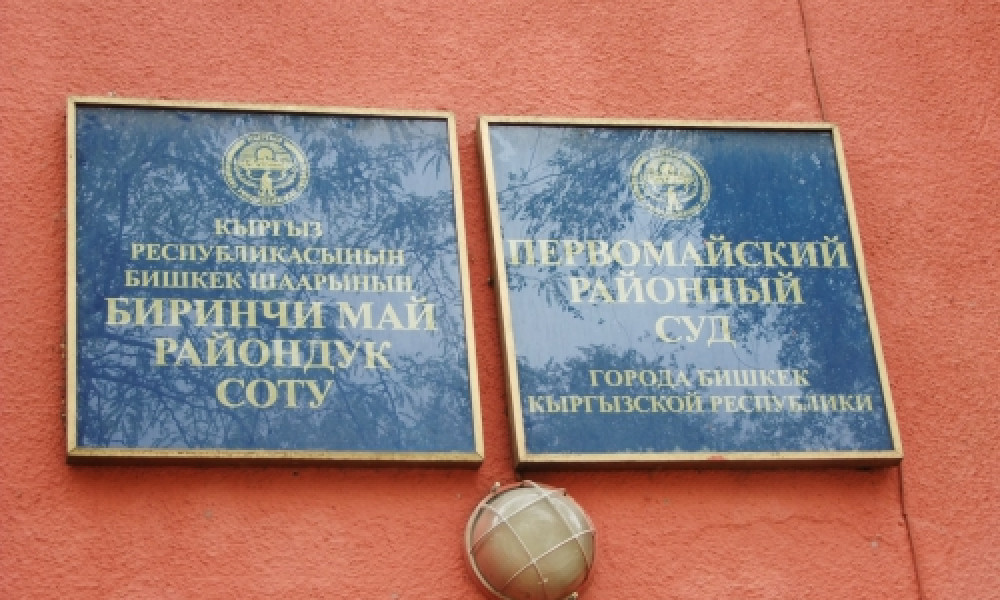 КЫРГЫЗ
РЕСПУБЛИКАСЫНЫН
БИШКЕК ШААРЫНЫН
БИРИНЧИ МАЙ
РАЙОНДУК
СОТУ
ПЕРВОМАЙСКИЙ
РАЙОННЫЙ
СУД
ГОРОДА БИШКЕК
КЫРГЫЗСКОЙ РЕСПУБЛИКИ